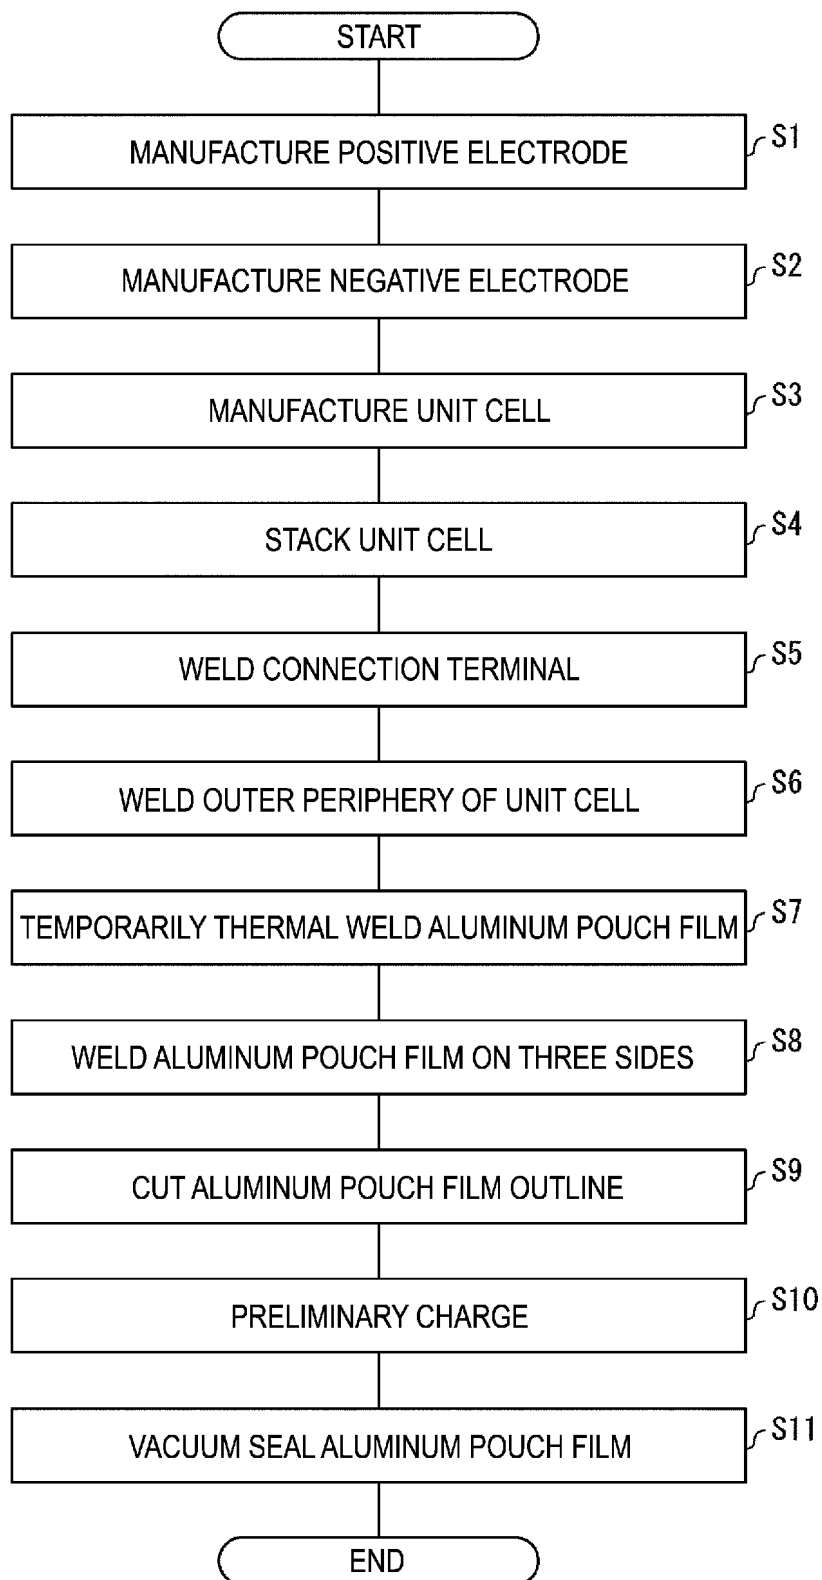 START
MANUFACTURE POSITIVE ELECTRODE
S1
MANUFACTURE NEGATIVE ELECTRODE
S2
MANUFACTURE UNIT CELL
S3
STACK UNIT CELL
S4
WELD CONNECTION TERMINAL
S5
WELD OUTER PERIPHERY OF UNIT CELL
S6
TEMPORARILY THERMAL WELD ALUMINUM POUCH FILM
S7
WELD ALUMINUM POUCH FILM ON THREE SIDES
S8
CUT ALUMINUM POUCH FILM OUTLINE
S9
PRELIMINARY CHARGE
S10
VACUUM SEAL ALUMINUM POUCH FILM
S11
END